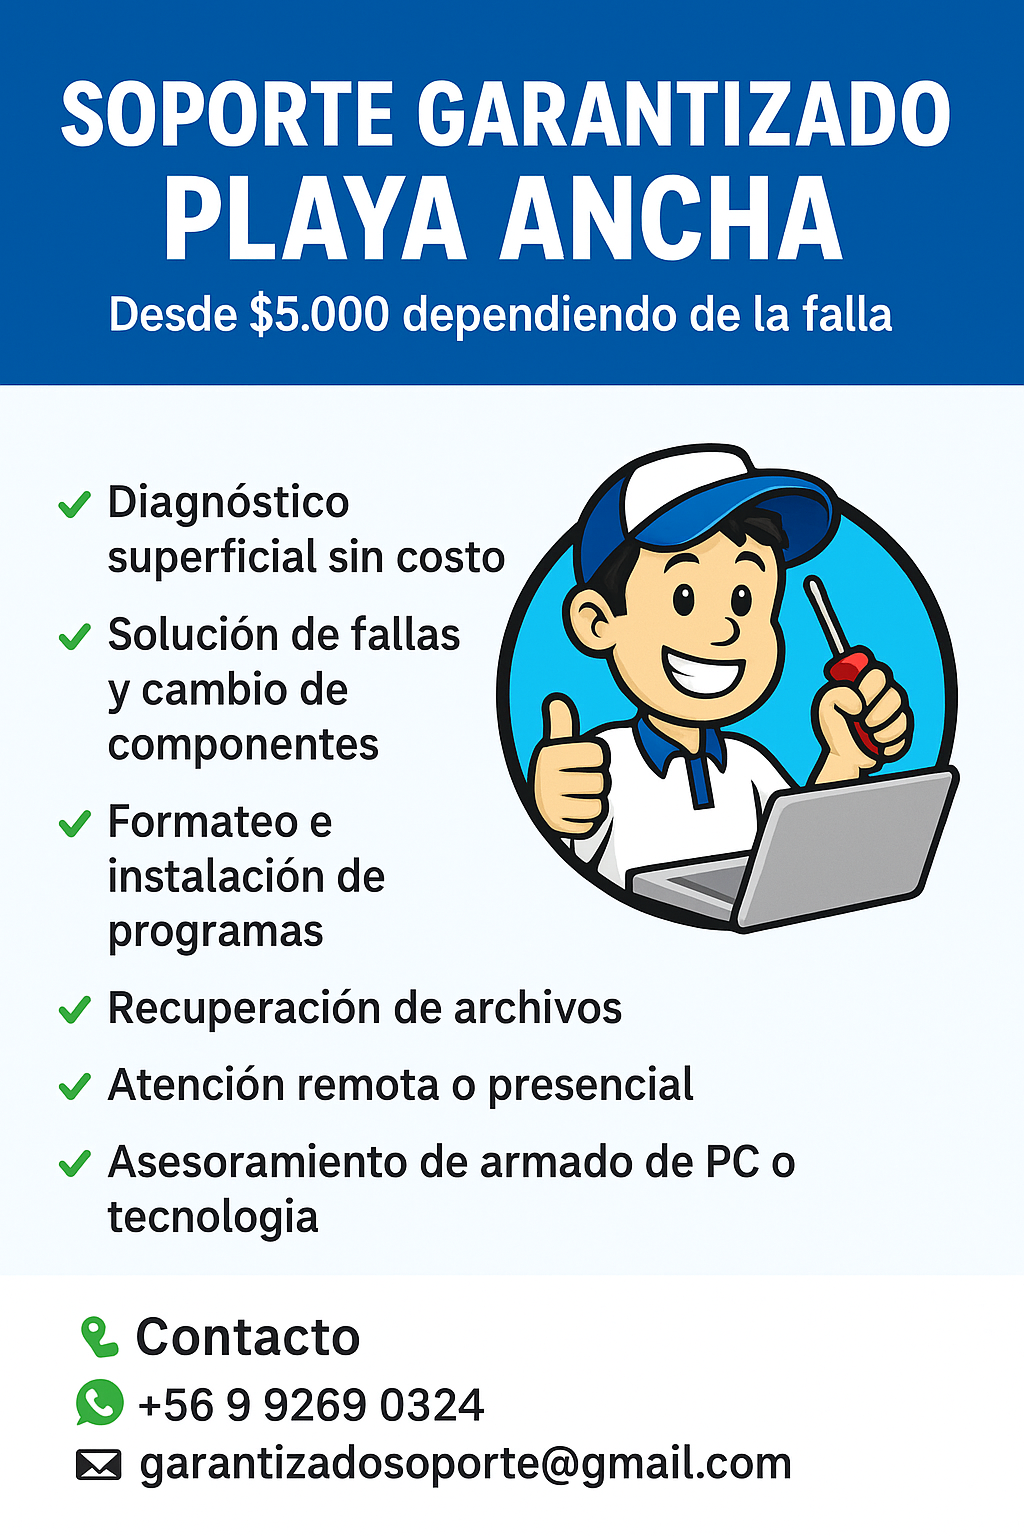 SOPORTE GARANTIZADO
PLAYA ANCHA
Desde $5.000 dependiendo de la falla
Diagnóstico
superficial sin costo
Solución de fallas
y cambio de
componentes
Formateo e
instalación de
programas
Recuperación de archivos
Atención remota o presencial
Asesoramiento de armado de PC o
tecnologia
Contacto
+56 9 9269 0324
garantizadosoporte@gmail.com